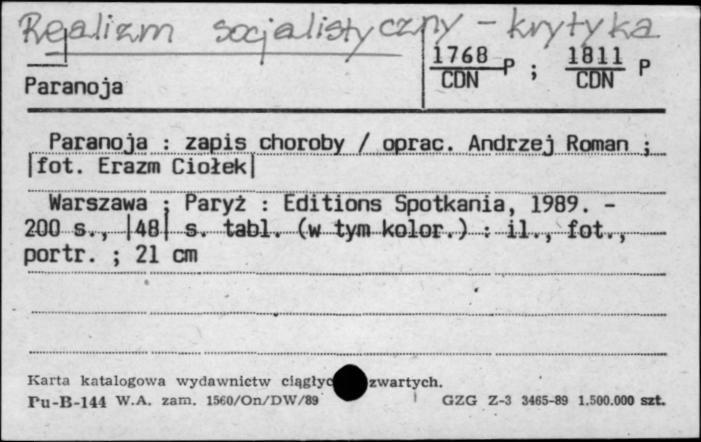 Realizm socjalistyczny - krytyka
1768 CDN P ; 1811 CDN P
Paranoja
Paranoja : zapis choroby / oprac. Andrzej Roman ;
|fot. Erazm Ciołek|
Warszawa ; Paryż : Editions Spotkania, 1989. -
200 s., |48| s. tabl. (w tym kolor.) : il., fot.,
portr. ; 21 cm
Karta katalogowa wydawnictw ciągłyc zwartych.
Pu-B-144 W.A. zam. 1560/On/DW/89 GZG Z-3 3465-89 1.500.000 szt.